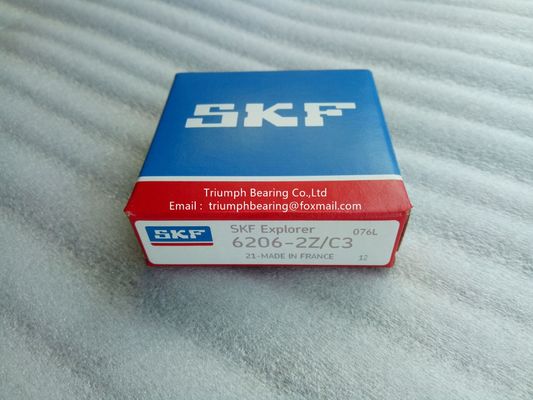 SKF
Triumph Bearing Co.,Ltd
Email : triumphbearing@foxmail.com
SKF
SKF Explorer
076L
6206-2Z/C3
21-MADE IN FRANCE
12